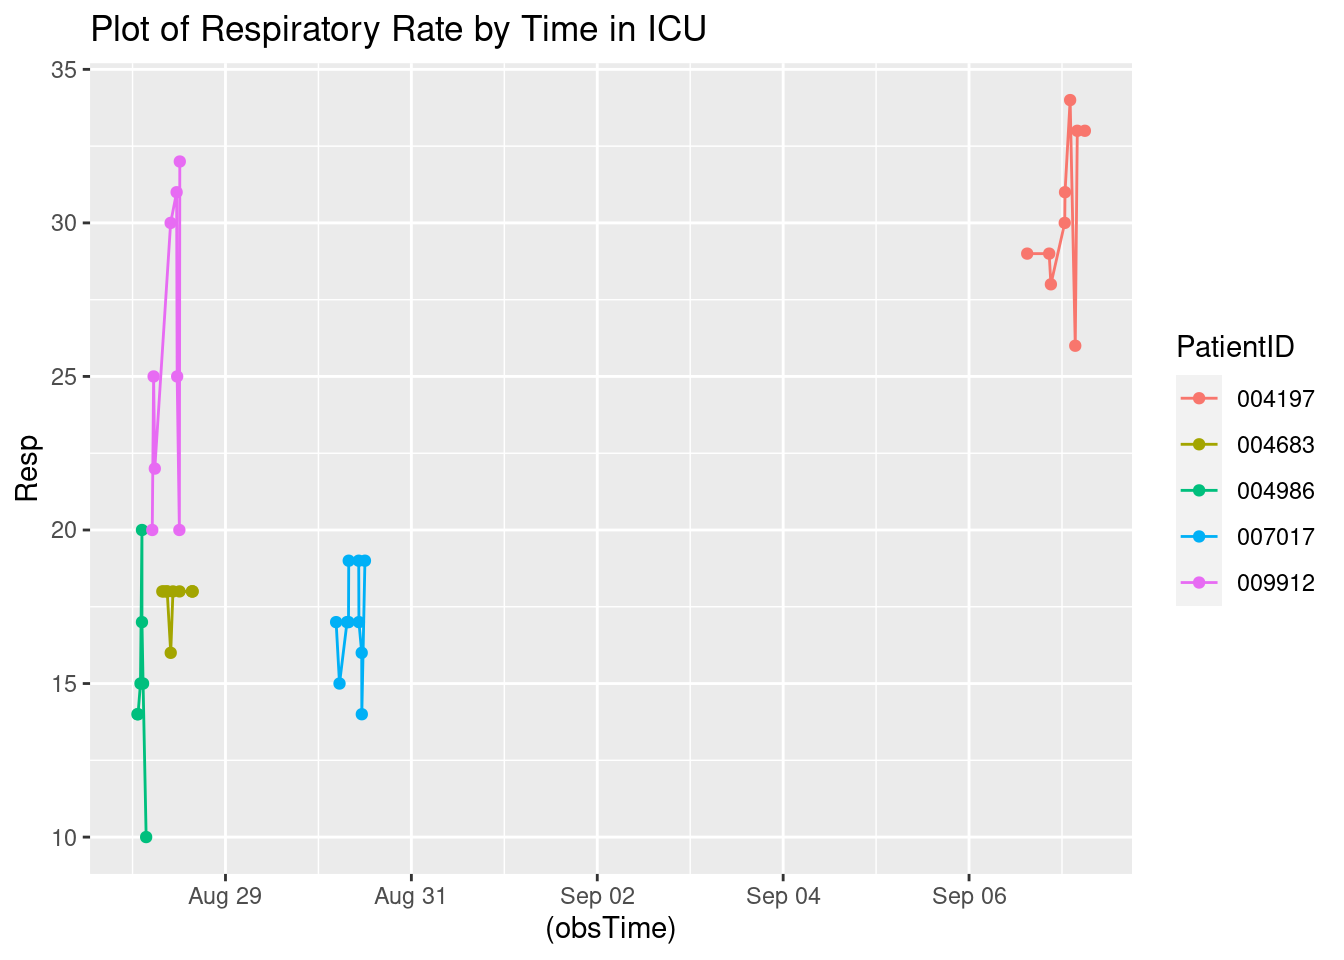 Plot of Respiratory Rate by Time in ICU
35
30
25
20
15
10
Resp
Aug 29 Aug 31 Sep 02 Sep 04 Sep 06
(obsTime)
PatientID
004197
004683
004986
007017
009912